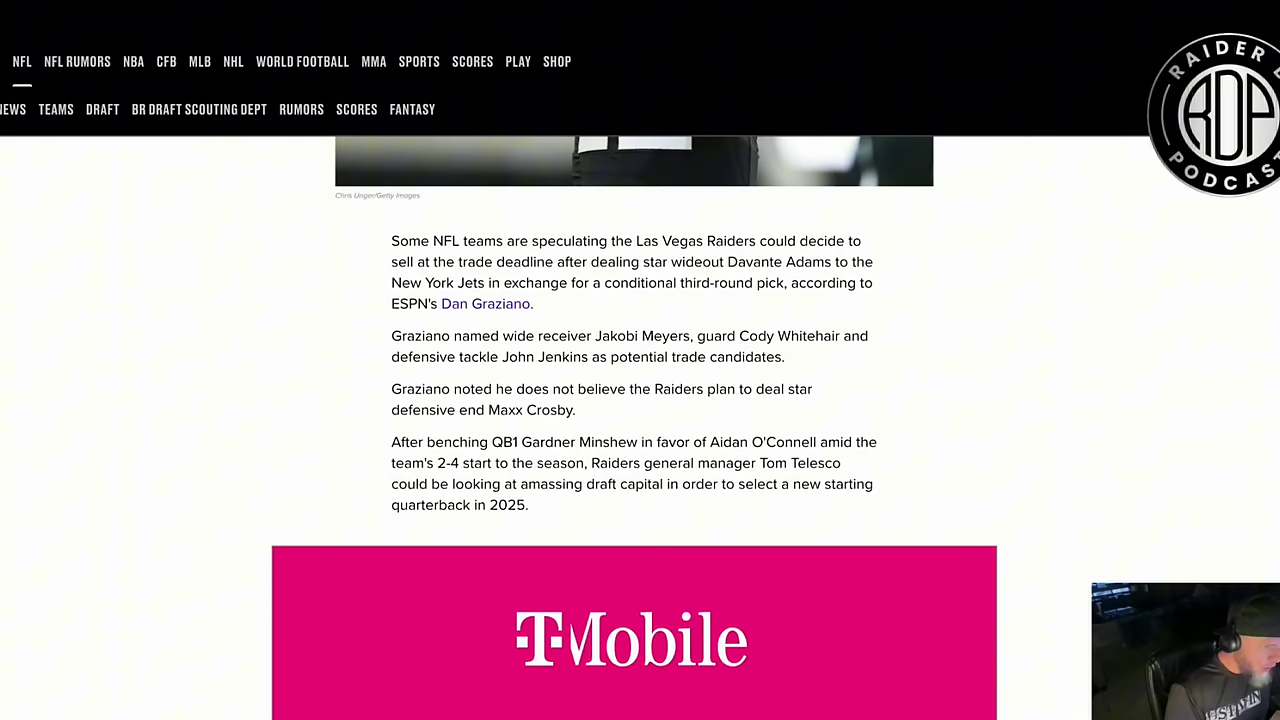 NFL NFL RUMORS NBA CFB MLB NHL WORLD FOOTBALL MMA SPORTS SCORES PLAY SHOP
NEWS TEAMS DRAFT BR DRAFT SCOUTING DEPT RUMORS SCORES FANTASY
RAIDER
RDP
PODCAST
Chris Unger/Getty Images
Some NFL teams are speculating the Las Vegas Raiders could decide to
sell at the trade deadline after dealing star wideout Davante Adams to the
New York Jets in exchange for a conditional third-round pick, according to
ESPN's Dan Graziano.
Graziano named wide receiver Jakobi Meyers, guard Cody Whitehair and
defensive tackle John Jenkins as potential trade candidates.
Graziano noted he does not believe the Raiders plan to deal star
defensive end Maxx Crosby.
After benching QB1 Gardner Minshew in favor of Aidan O'Connell amid the
team's 2-4 start to the season, Raiders general manager Tom Telesco
could be looking at amassing draft capital in order to select a new starting
quarterback in 2025.
T Mobile